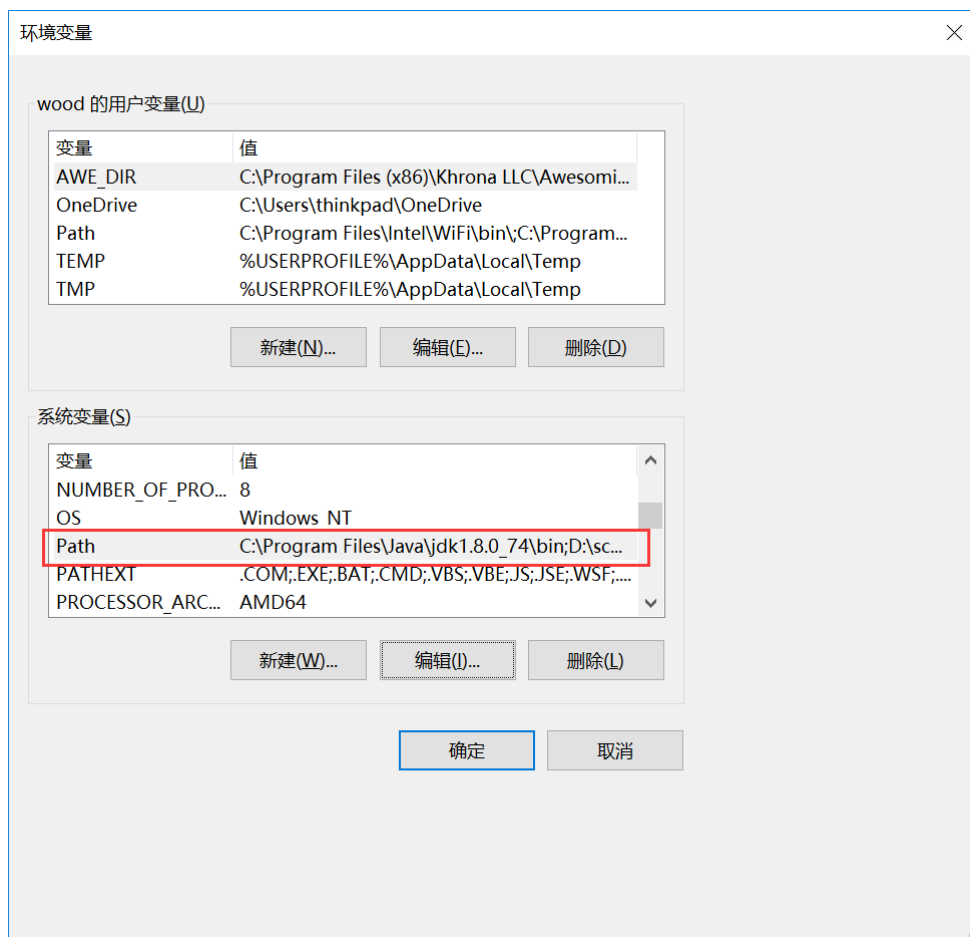 环境变量
wood 的用户变量(U)
变量 值
AWE_DIR C:\Program Files (x86)\Khrona LLC\Awesomi...
OneDrive C:\Users\thinkpad\OneDrive
Path C:\Program Files\Intel\WiFi\bin\;C:\Program...
TEMP %USERPROFILE%\AppData\Local\Temp
TMP %USERPROFILE%\AppData\Local\Temp
新建(N)... 编辑(E)... 删除(D)
系统变量(S)
变量 值
NUMBER_OF_PRO... 8
OS Windows_NT
Path C:\Program Files\Java\jdk1.8.0_74\bin;D:\sc...
PATHEXT .COM;.EXE;.BAT;.CMD;.VBS;.VBE;.JS;.JSE;.WSF;....
PROCESSOR_ARC... AMD64
新建(W)... 编辑(I)... 删除(L)
确定 取消